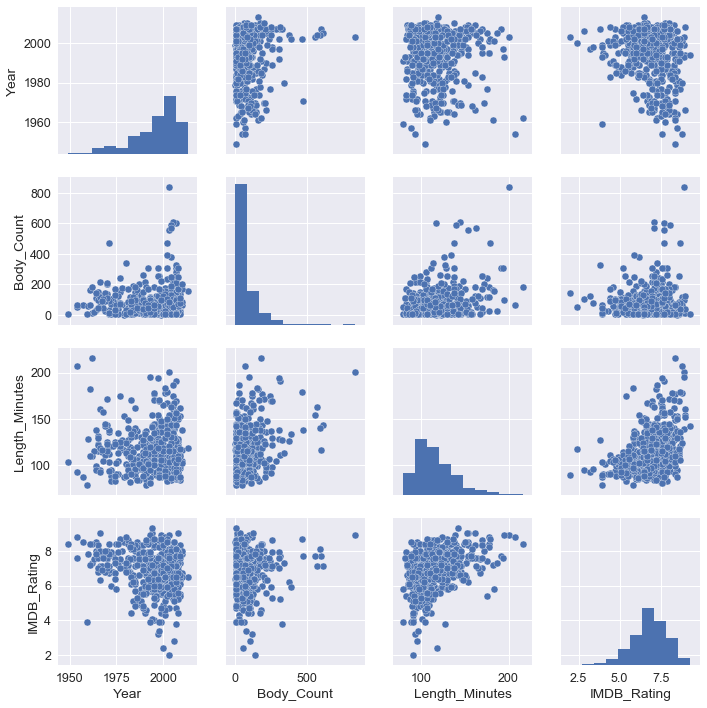 2000
1980
1960
Year
800
600
400
200
0
Body_Count
200
150
100
Length_Minutes
8
6
4
2
IMDB_Rating
1950 1975 2000
0 500
100 200
2.5 5.0 7.5
Year Body_Count Length_Minutes IMDB_Rating